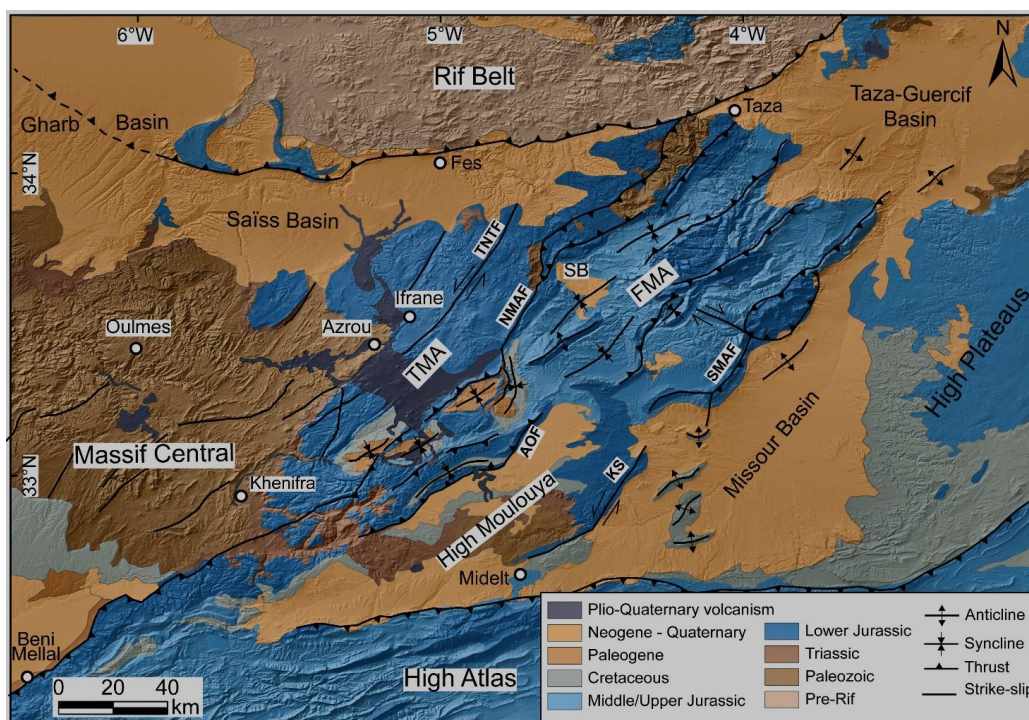 6°W
5°W
4°W
N
Rif Belt
Taza
Taza-Guercif
Basin
Gharb
Basin
Fes
34°N
Saïss Basin
TNTF
SB
FMA
NMAF
Ifrane
Azrou
Oulmes
TMA
SMAF
High Plateaus
Massif Central
33°N
AOF
Missour Basin
KS
Khenifra
High Moulouya
Midelt
Beni
Mellal
High Atlas
0 20 40
km
Plio-Quaternary volcanism
Neogene - Quaternary
Paleogene
Cretaceous
Middle/Upper Jurassic
Lower Jurassic
Triassic
Paleozoic
Pre-Rif
Anticline
Syncline
Thrust
Strike-slip